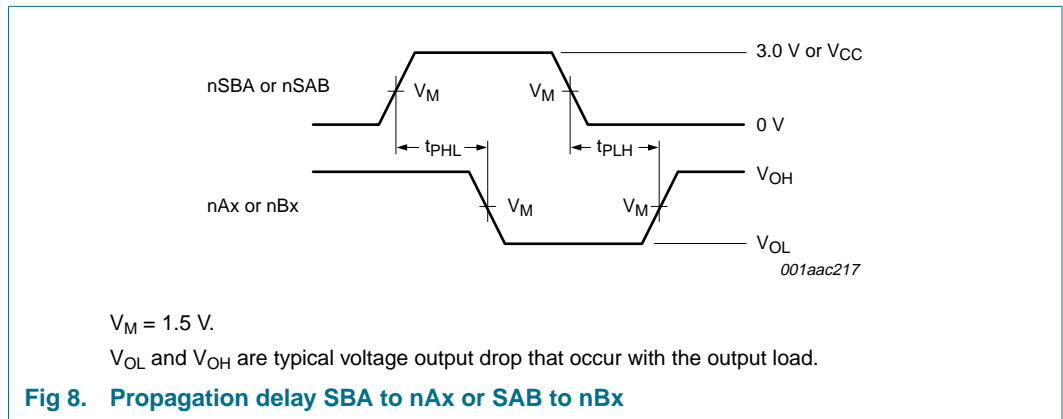 3.0 V or VCC
nSBA or nSAB
VM
VM
0 V
tPHL
tPLH
VOH
nAx or nBx
VM
VM
VOL
001aac217
VM = 1.5 V.
VOL and VOH are typical voltage output drop that occur with the output load.
Fig 8. Propagation delay SBA to nAx or SAB to nBx